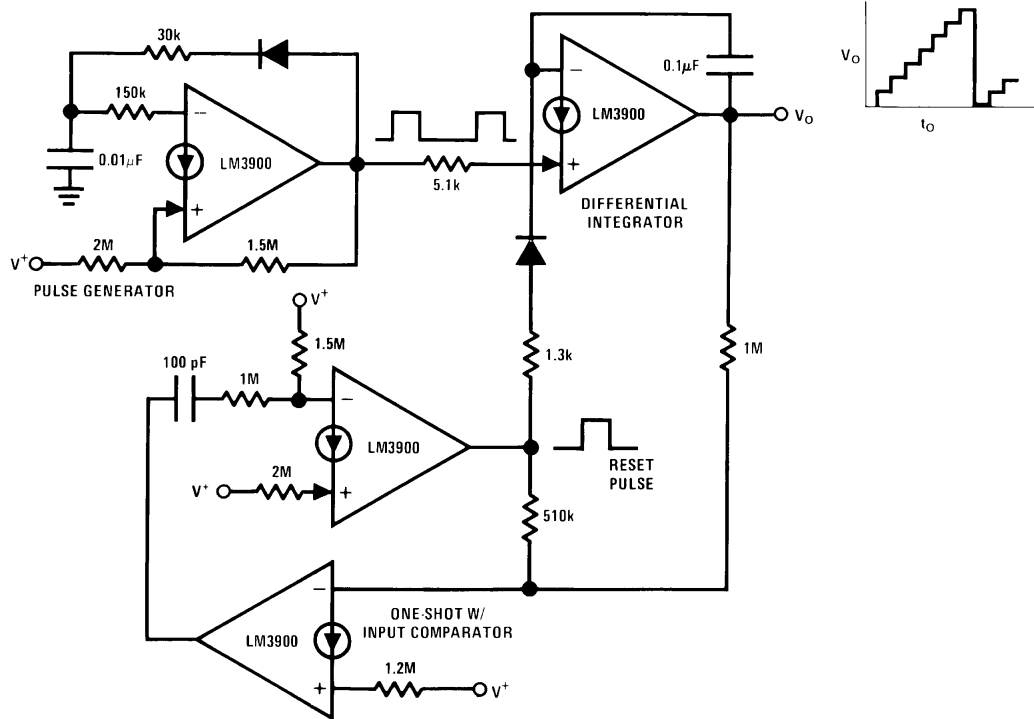 30k
150k
−
0.01μF
LM3900
+
2M
V+
1.5M
PULSE GENERATOR
5.1k
−
LM3900
+
0.1μF
VO
DIFFERENTIAL
INTEGRATOR
VO
tO
V+
1.5M
100 pF
1M
−
LM3900
2M
V+
+
1.3k
1M
RESET
PULSE
510k
−
ONE-SHOT W/
INPUT COMPARATOR
LM3900
1.2M
+
V+